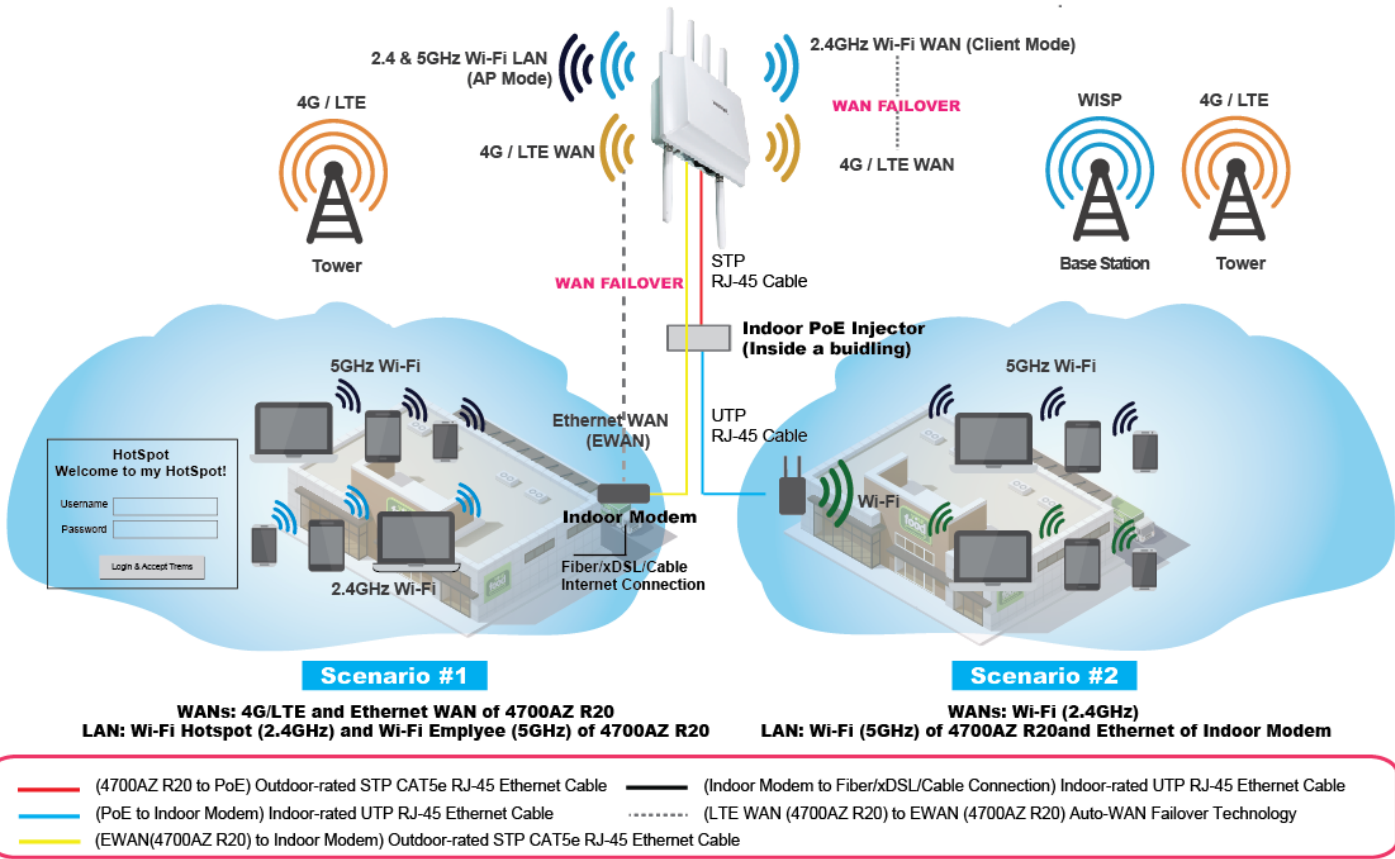 2.4 & 5GHz Wi-Fi LAN
(AP Mode)
2.4GHz Wi-Fi WAN (Client Mode)
WAN FAILOVER
4G / LTE WAN
4G / LTE WAN
4G / LTE
Tower
WISP
Base Station
4G / LTE
Tower
WAN FAILOVER
STP
RJ-45 Cable
Indoor PoE Injector
(Inside a buidling)
Ethernet WAN
(EWAN)
UTP
RJ-45 Cable
5GHz Wi-Fi
HotSpot
Welcome to my HotSpot!
Username
Password
Login & Accept Trems
2.4GHz Wi-Fi
food
Indoor Modem
Fiber/xDSL/Cable
Internet Connection
5GHz Wi-Fi
Wi-Fi
food
Scenario #1
WANs: 4G/LTE and Ethernet WAN of 4700AZ R20
LAN: Wi-Fi Hotspot (2.4GHz) and Wi-Fi Emplyee (5GHz) of 4700AZ R20
Scenario #2
WANs: Wi-Fi (2.4GHz)
LAN: Wi-Fi (5GHz) of 4700AZ R20and Ethernet of Indoor Modem
(4700AZ R20 to PoE) Outdoor-rated STP CAT5e RJ-45 Ethernet Cable
(Indoor Modem to Fiber/xDSL/Cable Connection) Indoor-rated UTP RJ-45 Ethernet Cable
(PoE to Indoor Modem) Indoor-rated UTP RJ-45 Ethernet Cable
(LTE WAN (4700AZ R20) to EWAN (4700AZ R20) Auto-WAN Failover Technology
(EWAN(4700AZ R20) to Indoor Modem) Outdoor-rated STP CAT5e RJ-45 Ethernet Cable